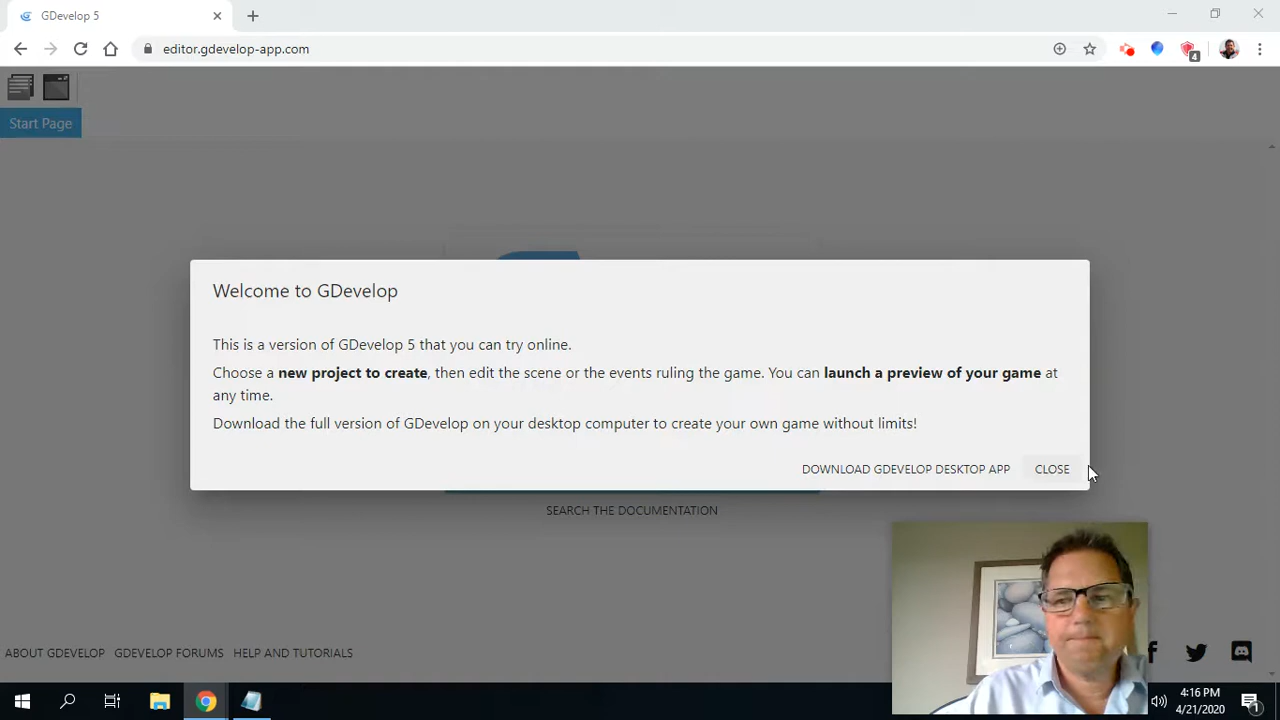 GDevelop 5
editor.gdevelop-app.com
4
Start Page
Welcome to GDevelop
This is a version of GDevelop 5 that you can try online.
Choose a new project to create, then edit the scene or the events ruling the game. You can launch a preview of your game at
any time.
Download the full version of GDevelop on your desktop computer to create your own game without limits!
DOWNLOAD GDEVELOP DESKTOP APP
CLOSE
SEARCH THE DOCUMENTATION
ABOUT GDEVELOP
GDEVELOP FORUMS
HELP AND TUTORIALS
4:16 PM
4/21/2020
1